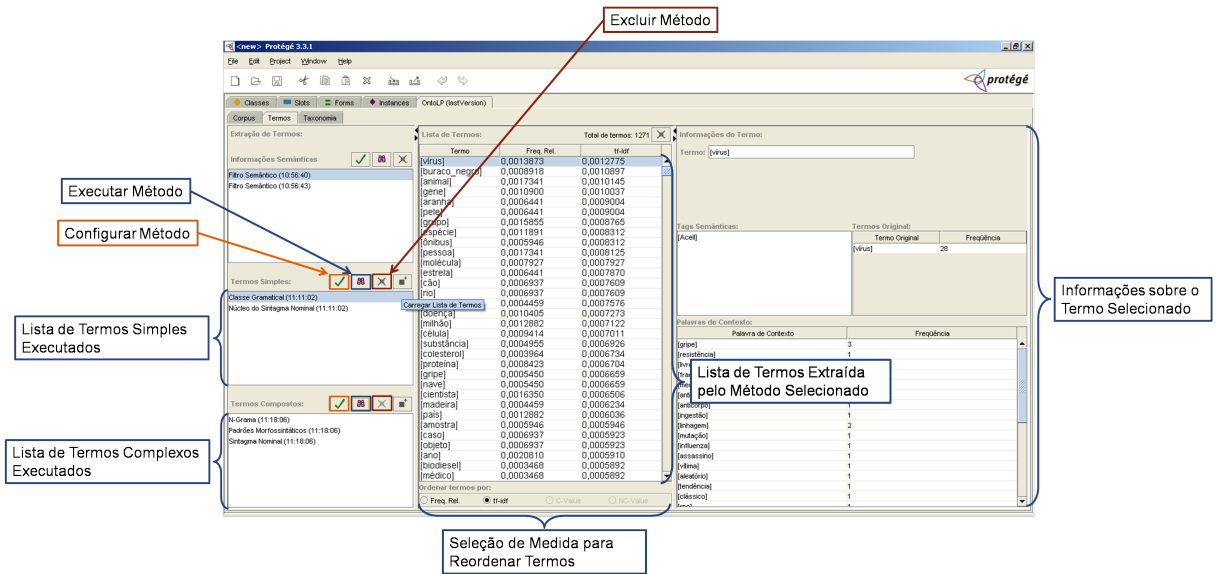 Excluir Método
<new> Protégé 3.3.1
File Edit Project Window Help
protégé
Classes Slots Forms Instances OntoLP (lastVersion)
Corpus Termos Taxonomia
Extração de Termos:
Informações Semânticas
Filtro Semântico (10:56:40)
Filtro Semântico (10:56:43)
Executar Método
Configurar Método
Termos Simples:
Classe Gramatical (11:11:02)
Núcleo do Sintagma Nominal (11:11:02)
Carregar Lista de Termos
Lista de Termos Simples
Executados
Termos Compostos:
N-Grama (11:18:06)
Padrões Morfossintáticos (11:18:06)
Sintagma Nominal (11:18:06)
Lista de Termos Complexos
Executados
Lista de Termos: Total de termos: 1271
Termo Freq. Rel. tf-idf
[vírus] 0,0013873 0,0012775
[buraco_negro] 0,0008918 0,0010897
[animal] 0,0017341 0,0010145
[gene] 0,0010900 0,0010037
[aranha] 0,0006441 0,0009004
[pele] 0,0006441 0,0009004
[grupo] 0,0015855 0,0008765
[espécie] 0,0011891 0,0008312
[ônibus] 0,0005946 0,0008312
[pessoa] 0,0017341 0,0008125
[molécula] 0,0007927 0,0007927
[estrela] 0,0006441 0,0007870
[cão] 0,0006937 0,0007609
[rio] 0,0006937 0,0007609
0,0004459 0,0007576
[doença] 0,0010405 0,0007273
[milhão] 0,0012882 0,0007122
[célula] 0,0009414 0,0007011
[substância] 0,0004955 0,0006926
[colesterol] 0,0003964 0,0006734
[proteína] 0,0008423 0,0006704
[gripe] 0,0005450 0,0006659
[nave] 0,0005450 0,0006659
[cientista] 0,0016350 0,0006506
[madeira] 0,0004459 0,0006234
[país] 0,0012882 0,0006036
[amostra] 0,0005946 0,0005946
[caso] 0,0006937 0,0005923
[objeto] 0,0006937 0,0005923
[ano] 0,0020810 0,0005910
[biodiesel] 0,0003468 0,0005892
[médico] 0,0003468 0,0005892
Ordenar termos por:
Freq. Rel. tf-idf C-Value NC-Value
Seleção de Medida para
Reordenar Termos
Informações do Termo:
Termo: [vírus]
Tags Semânticas: Termos Original:
[Acell] Termo Original Freqüência
[vírus] 28
Palavras de Contexto:
Palavra de Contexto Freqüência
[gripe] 3
[resistência] 1
Lista de Termos Extraída
pelo Método Selecionado
[anticorpo] 1
[ingestão] 1
[linhagem] 2
[mutação] 1
[influenza] 1
[assassino] 1
[vítima] 1
[aleatório] 1
[tendência] 1
[clássico] 1
Informações sobre o
Termo Selecionado